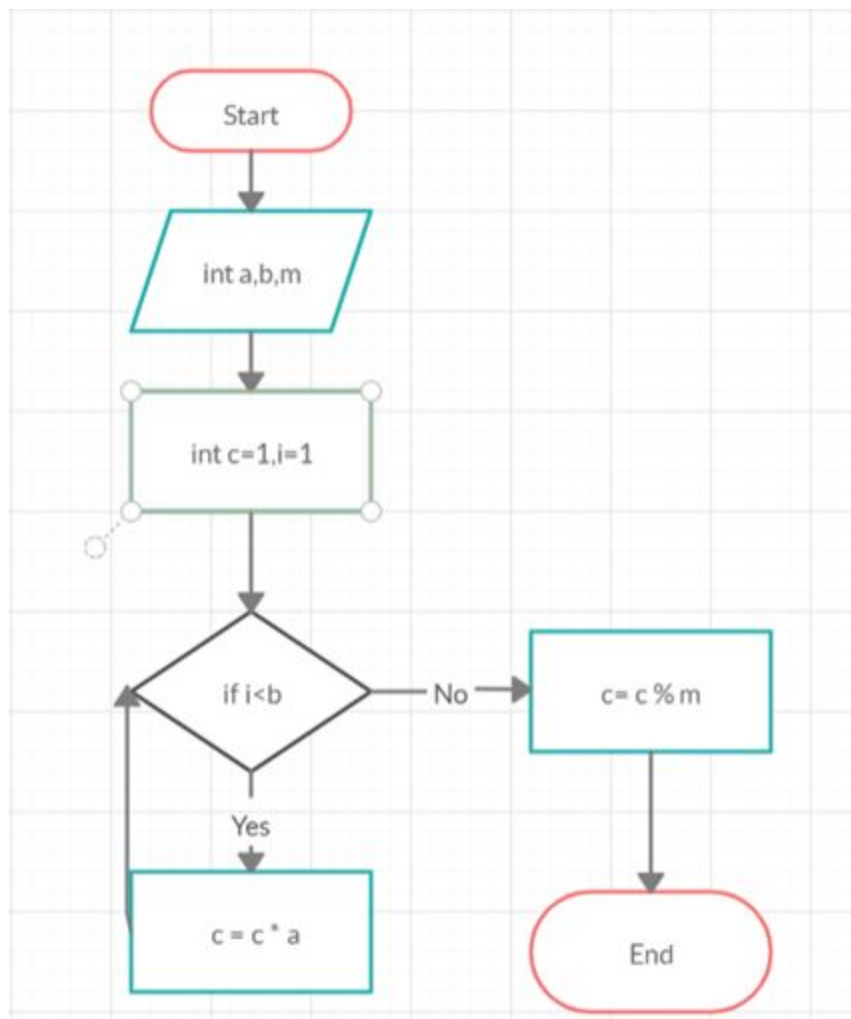 Start
int a,b,m
int c=1,i=1
if i<b
No
c= c % m
Yes
c = c * a
End